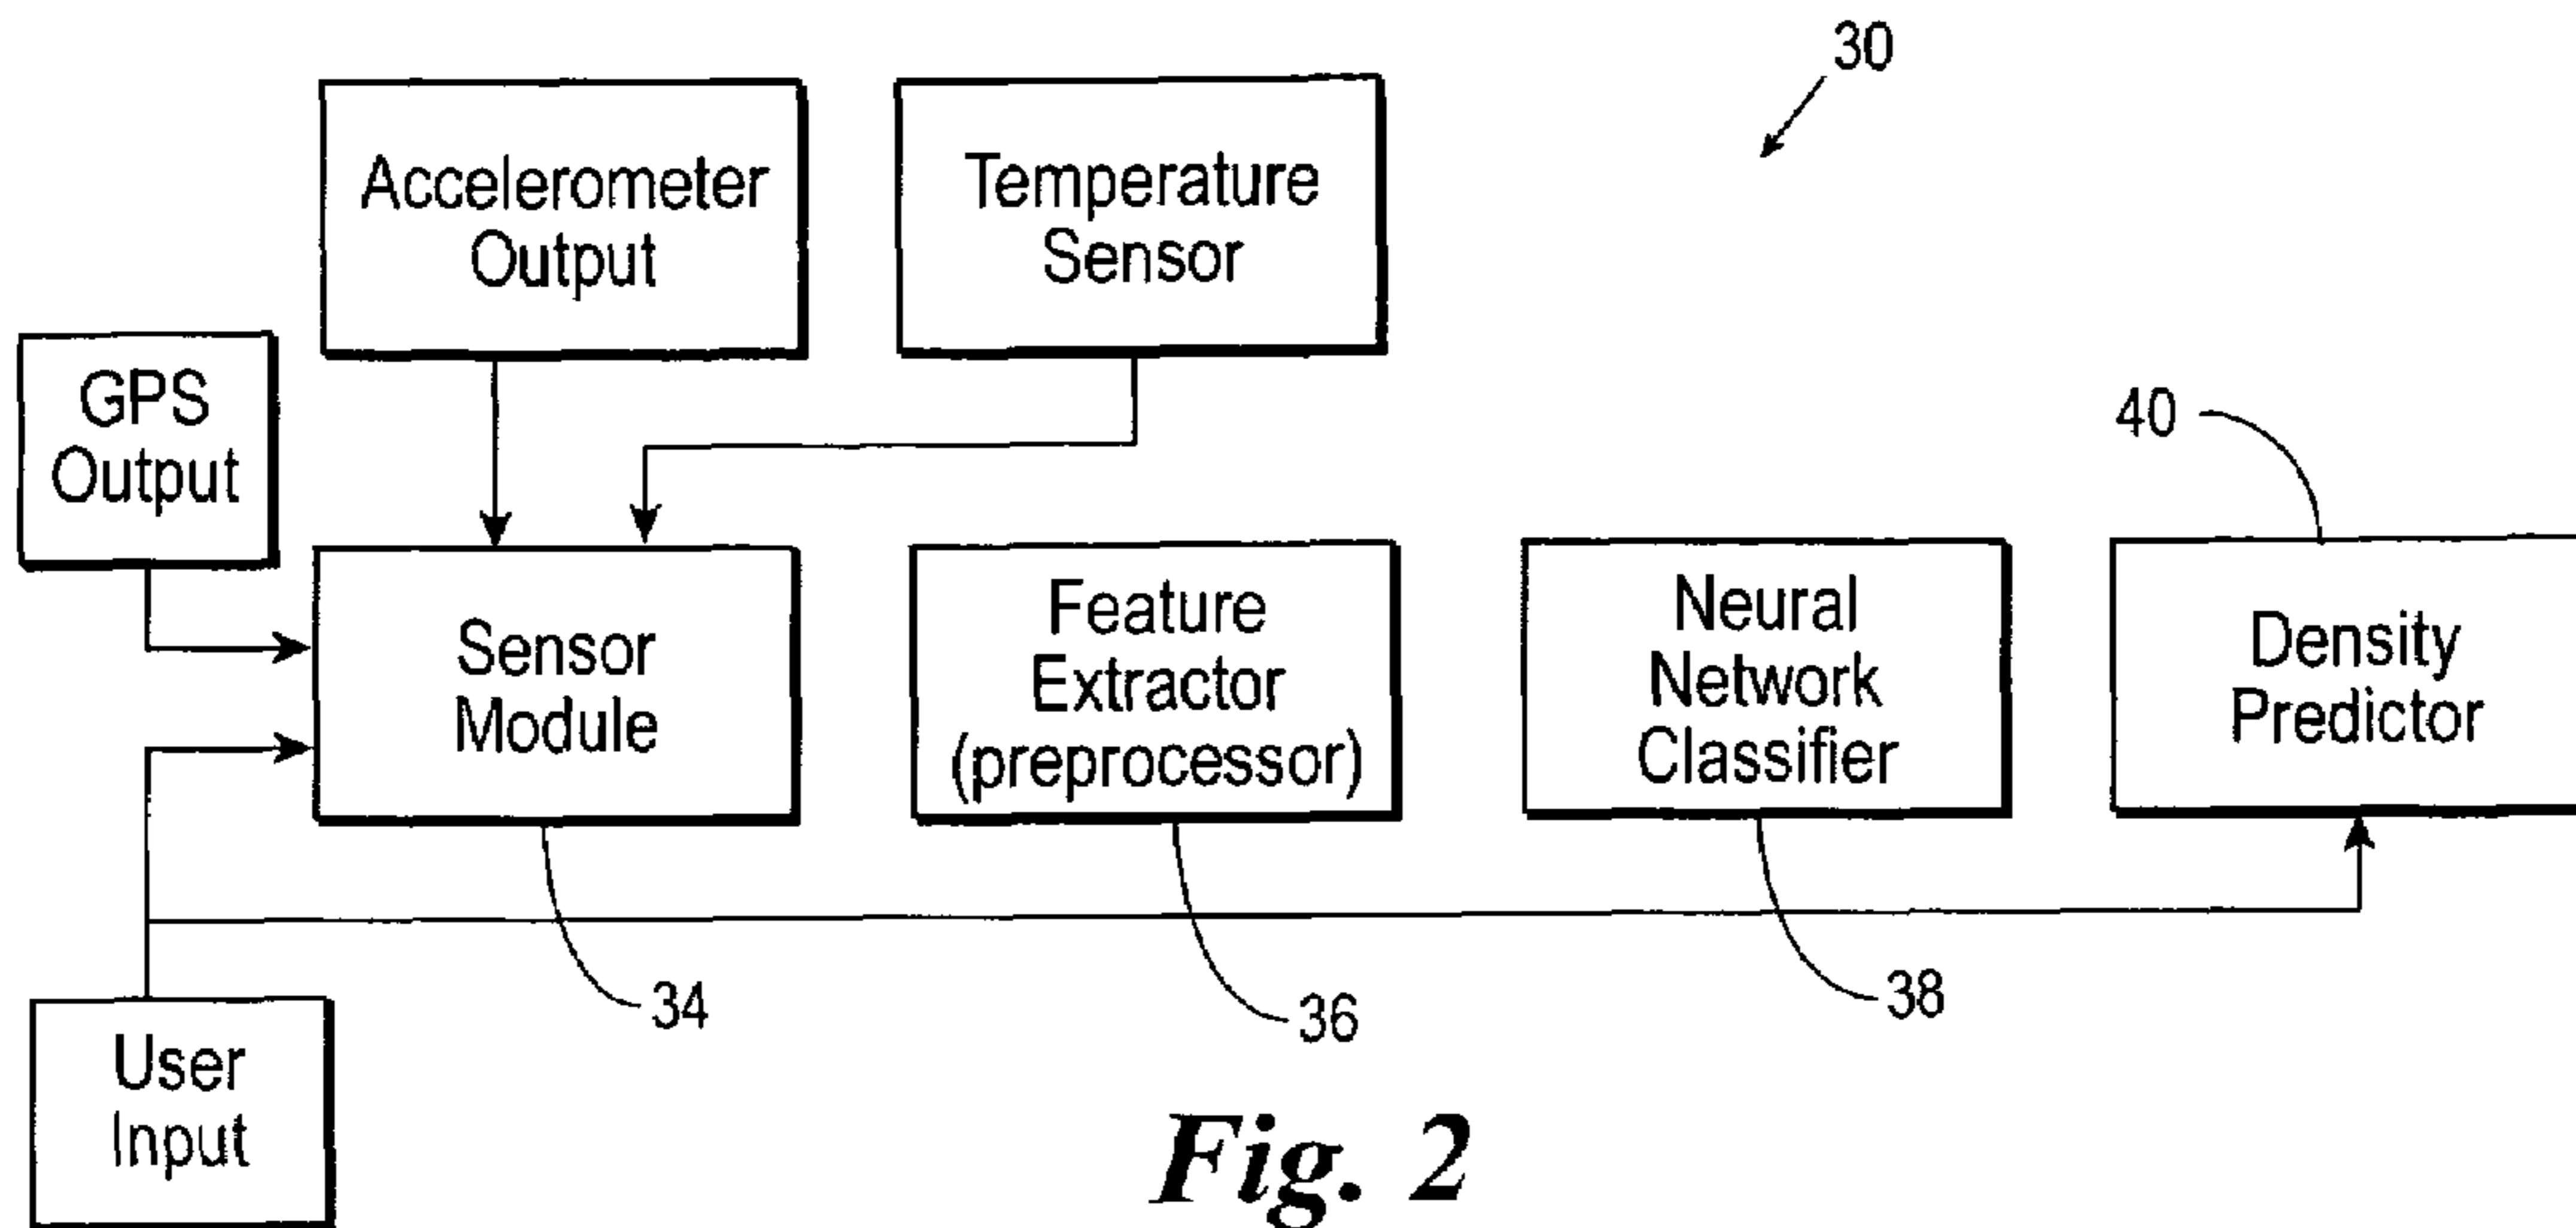 30
Accelerometer
Output
Temperature
Sensor
GPS
Output
40
Sensor
Module
Feature
Extractor
(preprocessor)
Neural
Network
Classifier
Density
Predictor
34
36
38
User
Input
Fig. 2